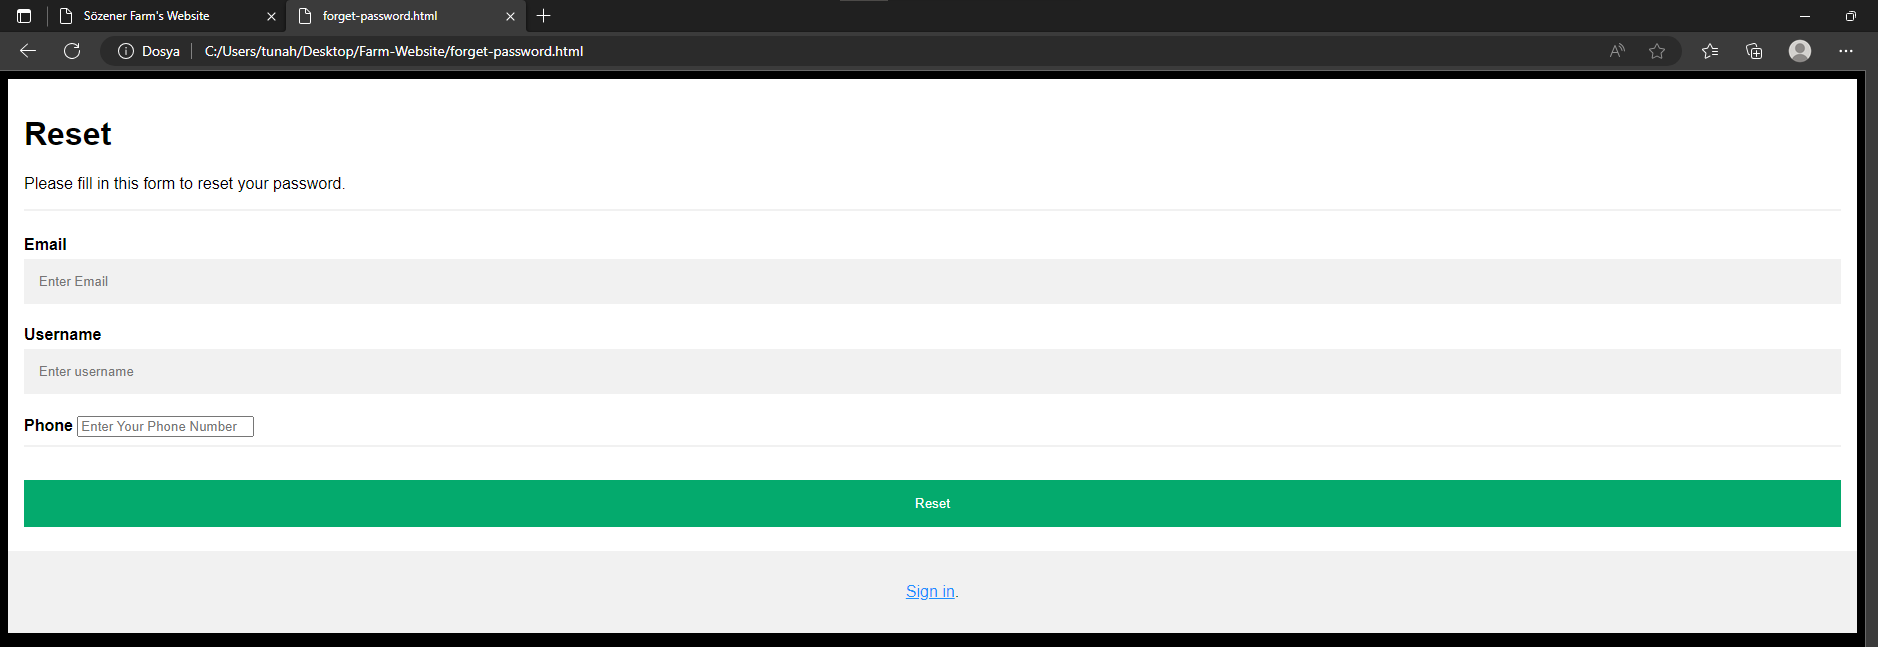 Sözener Farm's Website
forget-password.html
Dosya
C:/Users/tunah/Desktop/Farm-Website/forget-password.html
Reset
Please fill in this form to reset your password.
Email
Enter Email
Username
Enter username
Phone Enter Your Phone Number
Reset
Sign in.